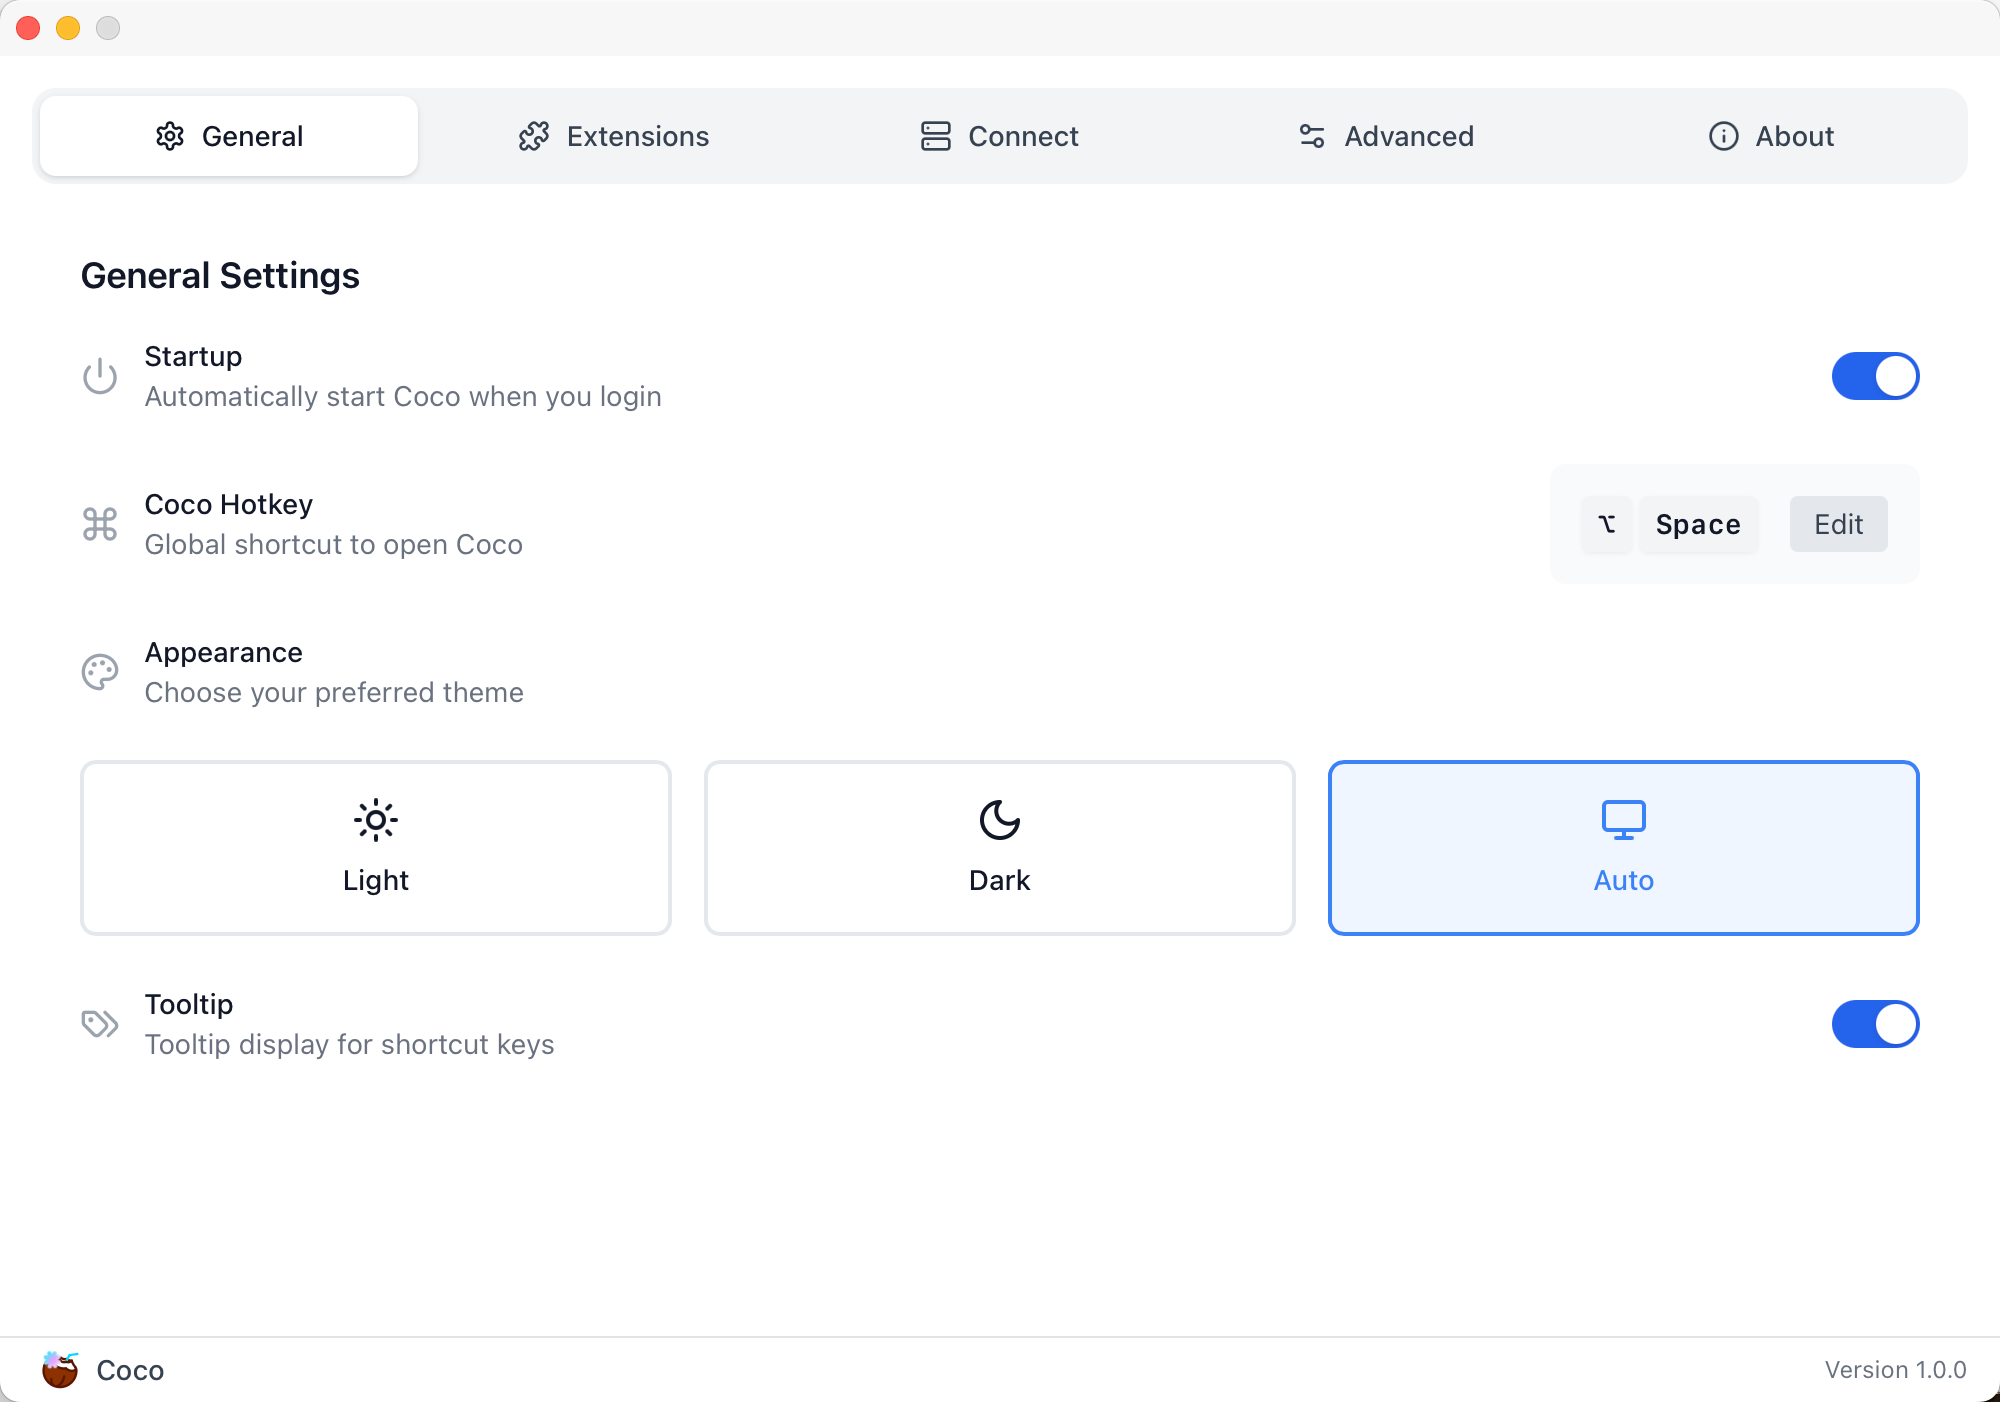 General
Extensions
Connect
Advanced
About
General Settings
Startup
Automatically start Coco when you login
Coco Hotkey
Global shortcut to open Coco
⌥ Space Edit
Appearance
Choose your preferred theme
Light
Dark
Auto
Tooltip
Tooltip display for shortcut keys
Coco
Version 1.0.0